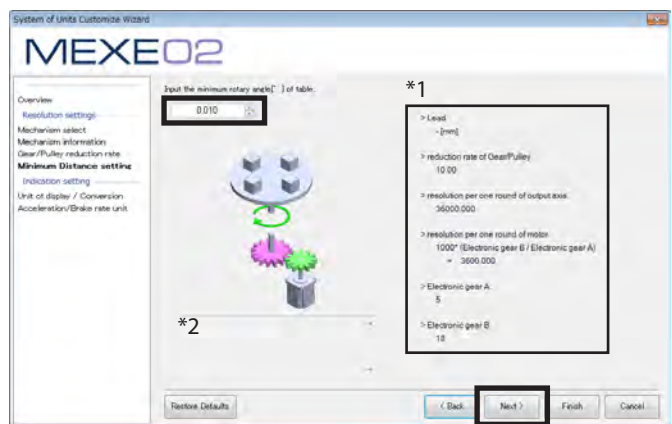 System of Units Customize Wizard
MEXE02
Overview
Resolution settings
Mechanism select
Mechanism information
Gear/Pulley reduction rate
Minimum Distance setting
Indication setting
Unit of display / Conversion
Acceleration/Brake rate unit
Input the minimum rotary angle[ ] of table.
0.010
*2
*1
> Lead
- [mm]
> reduction rate of Gear/Pulley
10.00
> resolution per one round of output axis
36000.000
> resolution per one round of motor
1000* (Electronic gear B / Electronic gear A)
= 3600.000
> Electronic gear A
5
> Electronic gear B
18
Restore Defaults
< Back
Next >
Finish
Cancel